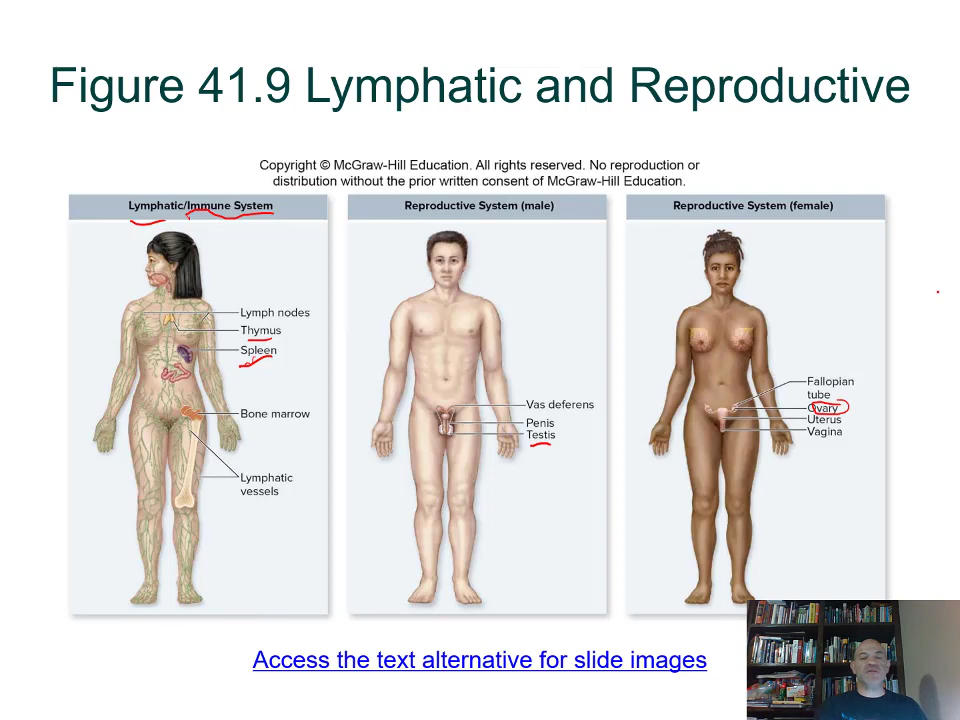 Figure 41.9 Lymphatic and Reproductive
Copyright © McGraw-Hill Education. All rights reserved. No reproduction or
distribution without the prior written consent of McGraw-Hill Education.
Lymphatic/Immune System
Lymph nodes
Thymus
Spleen
Bone marrow
Lymphatic
vessels
Reproductive System (male)
Vas deferens
Penis
Testis
Reproductive System (female)
Fallopian
tube
Ovary
Uterus
Vagina
Access the text alternative for slide images